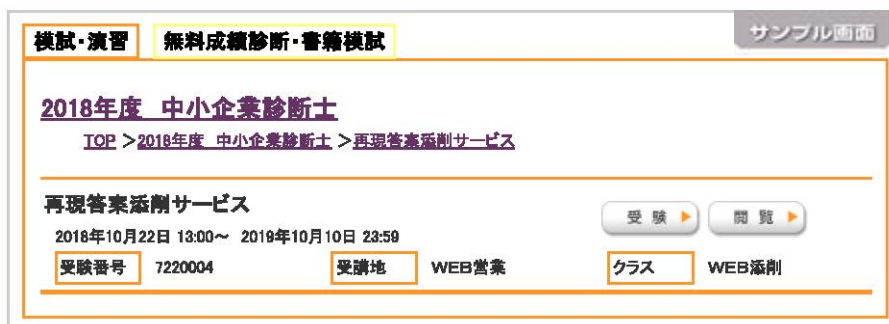 サンプル画面
模試・演習 無料成績診断・書籍模試
2018年度 中小企業診断士
TOP >2018年度 中小企業診断士 >再現答案添削サービス
再現答案添削サービス
受験 閲覧
2018年10月22日 13:00~ 2019年10月10日 23:59
受験番号 7220004 受講地 WEB営業 クラス WEB添削